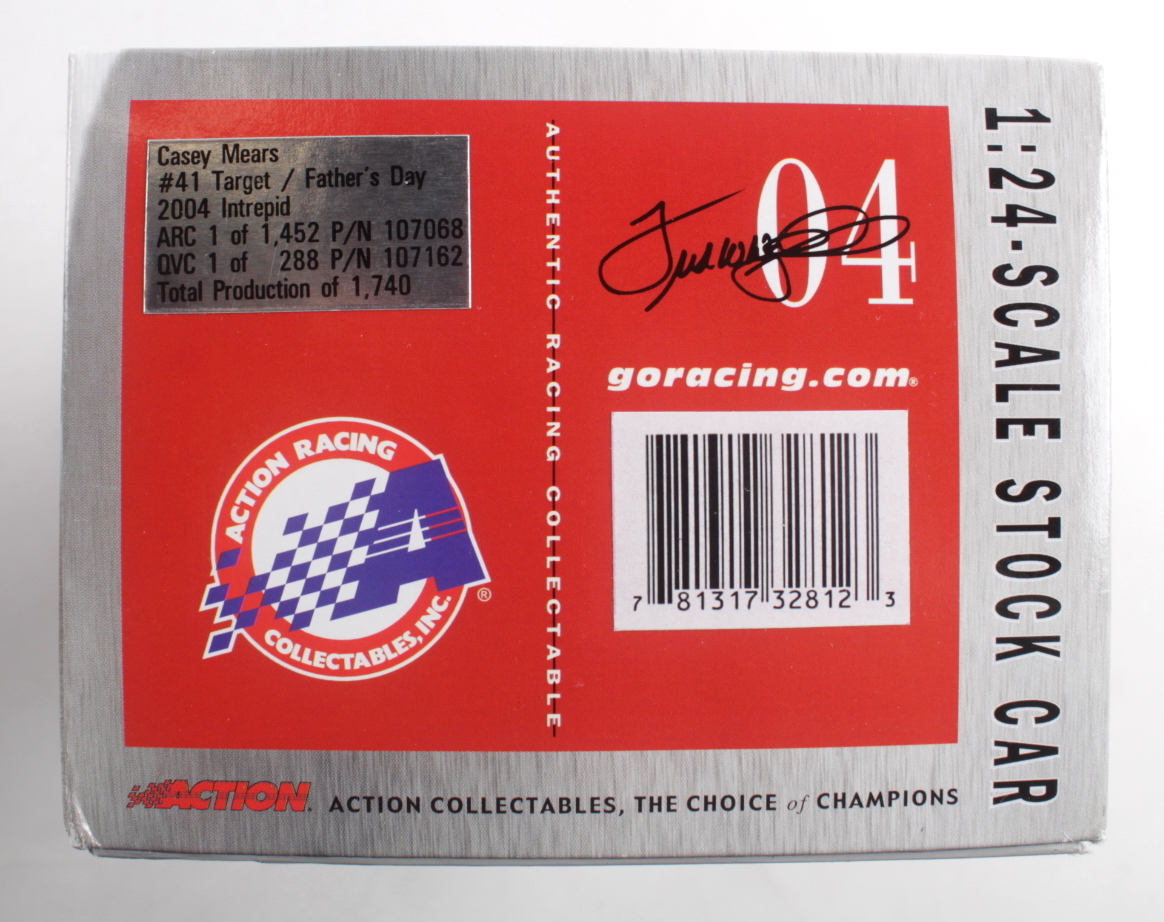 Casey Mears
#41 Target / Father's Day
2004 Intrepid
ARC 1 of 1,452 P/N 107068
QVC 1 of 288 P/N 107162
Total Production of 1,740
ACTION RACING
COLLECTABLES, INC.
®
AUTHENTIC RACING COLLECTABLE
04
goracing.com®
7 81317 32812 3
1:24-SCALE STOCK CAR
ACTION. ACTION COLLECTABLES, THE CHOICE of CHAMPIONS